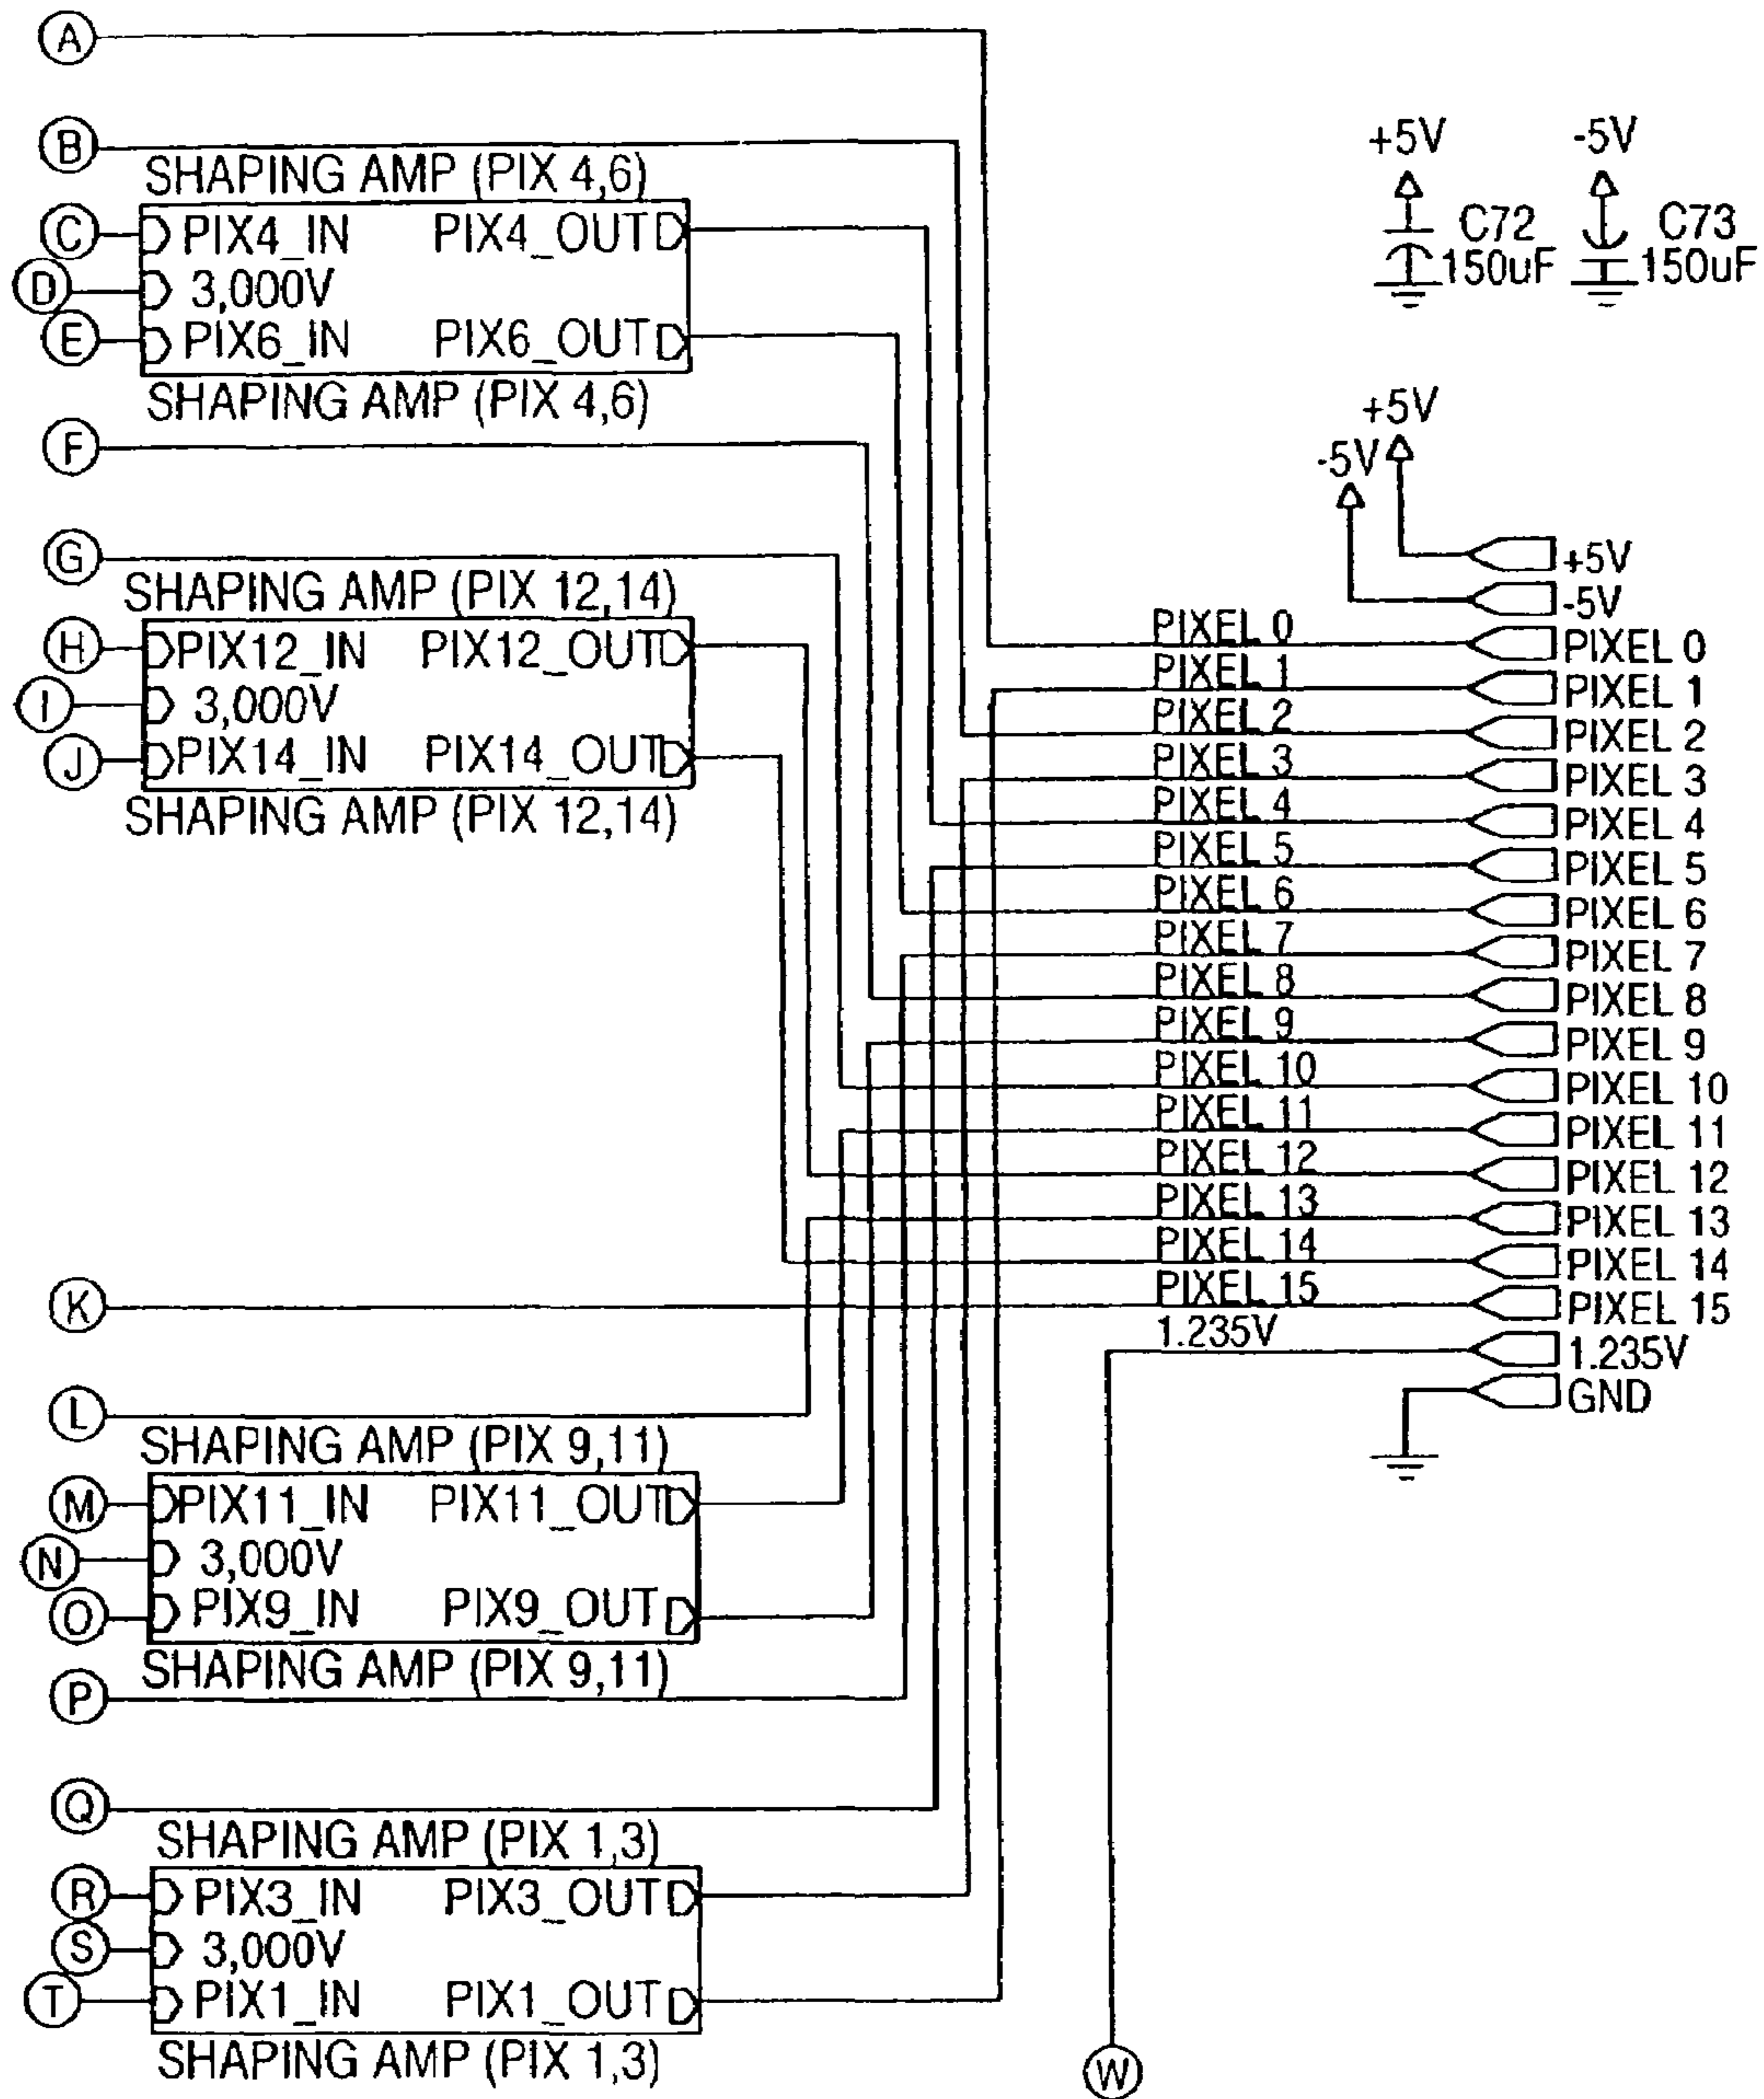 A
B
SHAPING AMP (PIX 4,6)
C PIX4_IN PIX4_OUT
D 3,000V
E PIX6_IN PIX6_OUT
SHAPING AMP (PIX 4,6)
F
G
SHAPING AMP (PIX 12,14)
H PIX12_IN PIX12_OUT
I 3,000V
J PIX14_IN PIX14_OUT
SHAPING AMP (PIX 12,14)
K
L
SHAPING AMP (PIX 9,11)
M PIX11_IN PIX11_OUT
N 3,000V
O PIX9_IN PIX9_OUT
SHAPING AMP (PIX 9,11)
P
Q
SHAPING AMP (PIX 1,3)
R PIX3_IN PIX3_OUT
S 3,000V
T PIX1_IN PIX1_OUT
SHAPING AMP (PIX 1,3)
+5V -5V
C72 C73
150uF 150uF
+5V
-5V
+5V
-5V
PIXEL 0 PIXEL 0
PIXEL 1 PIXEL 1
PIXEL 2 PIXEL 2
PIXEL 3 PIXEL 3
PIXEL 4 PIXEL 4
PIXEL 5 PIXEL 5
PIXEL 6 PIXEL 6
PIXEL 7 PIXEL 7
PIXEL 8 PIXEL 8
PIXEL 9 PIXEL 9
PIXEL 10 PIXEL 10
PIXEL 11 PIXEL 11
PIXEL 12 PIXEL 12
PIXEL 13 PIXEL 13
PIXEL 14 PIXEL 14
PIXEL 15 PIXEL 15
1.235V 1.235V
GND
W